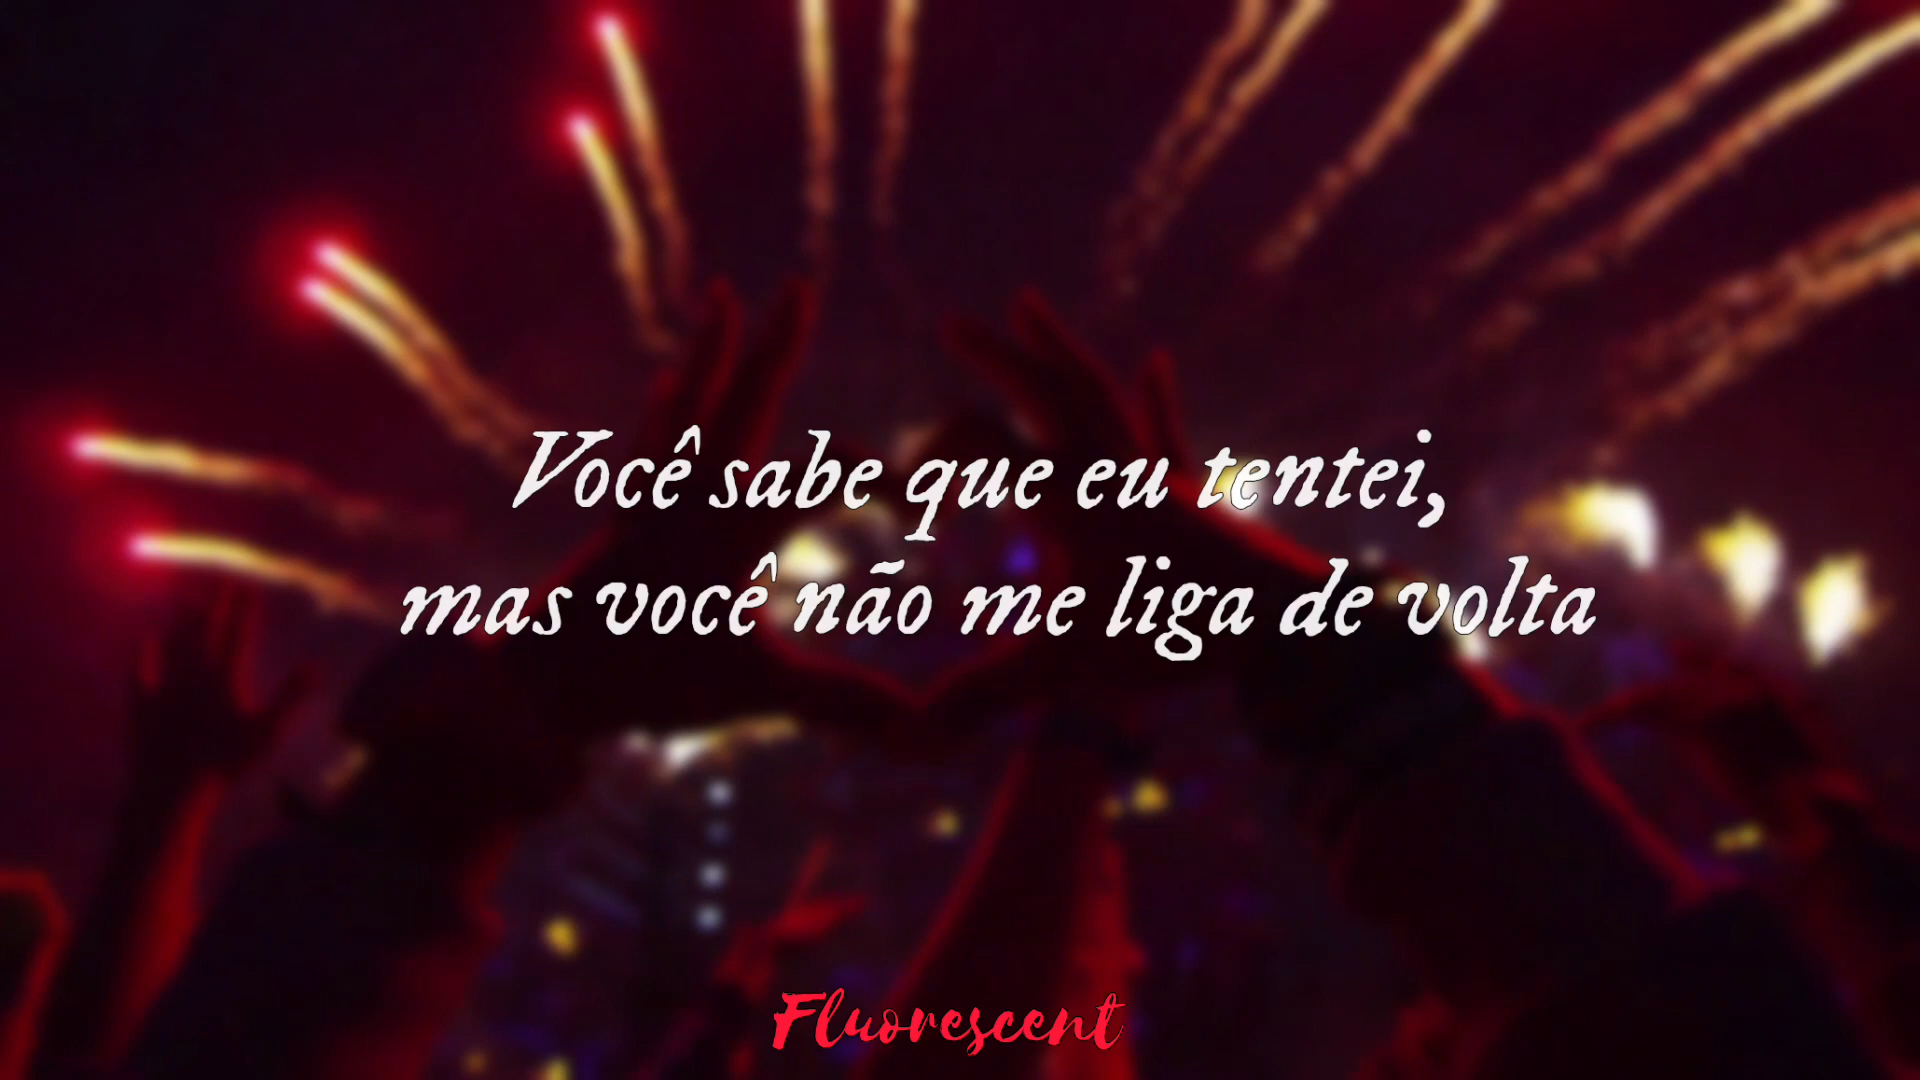 Você sabe que eu tentei,
mas você não me liga de volta
Fluorescent